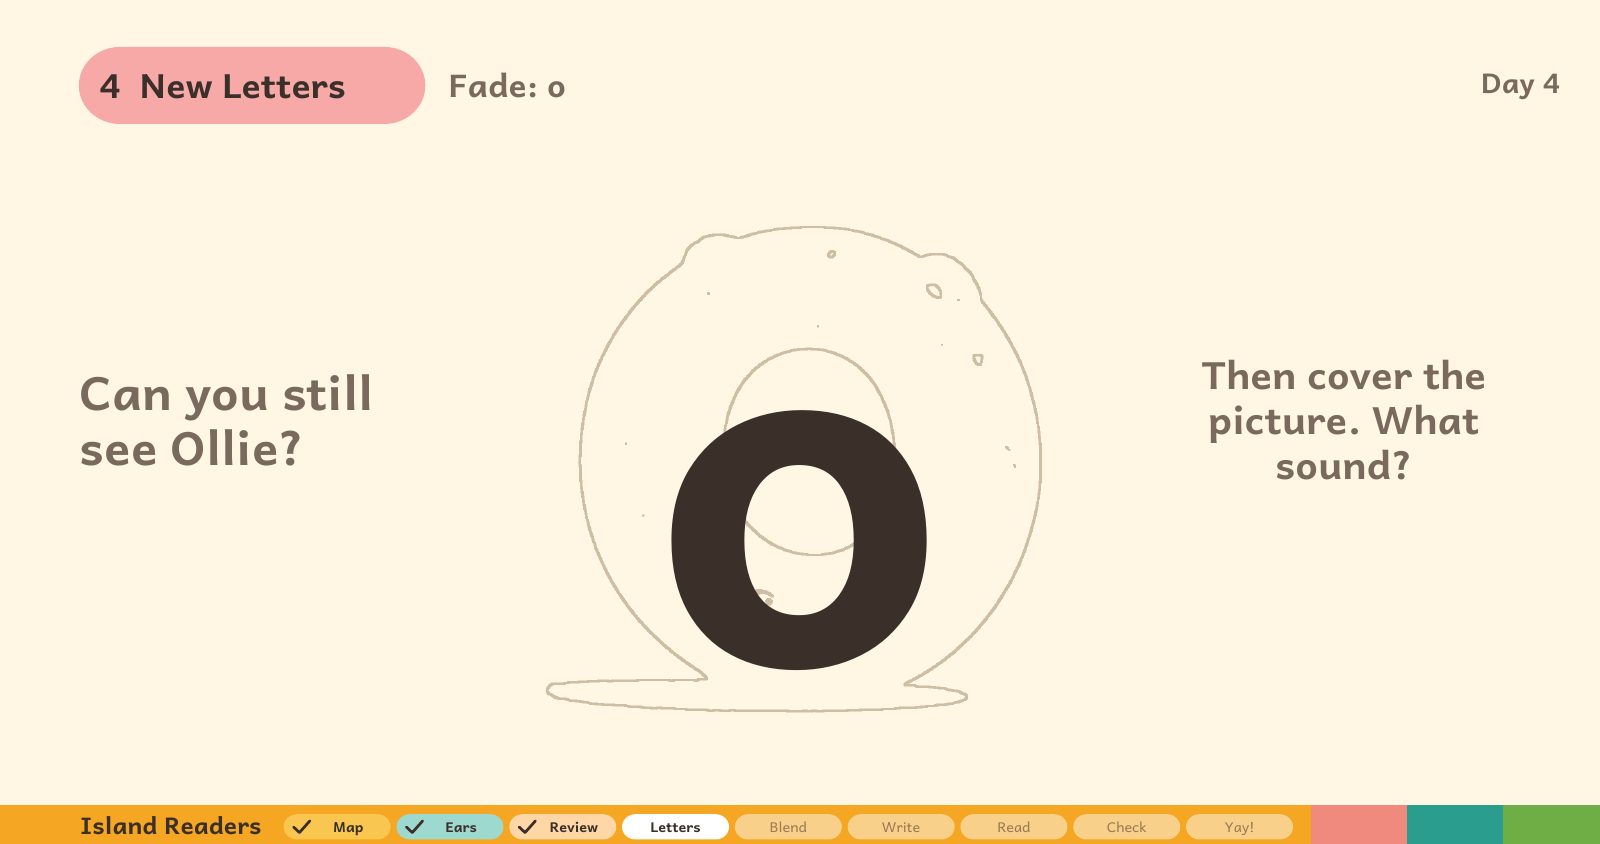 4 New Letters
Fade: o
Day 4
Can you still
see Ollie?
o
Then cover the
picture. What
sound?
Island Readers
Map
Ears
Review
Letters
Blend
Write
Read
Check
Yay!